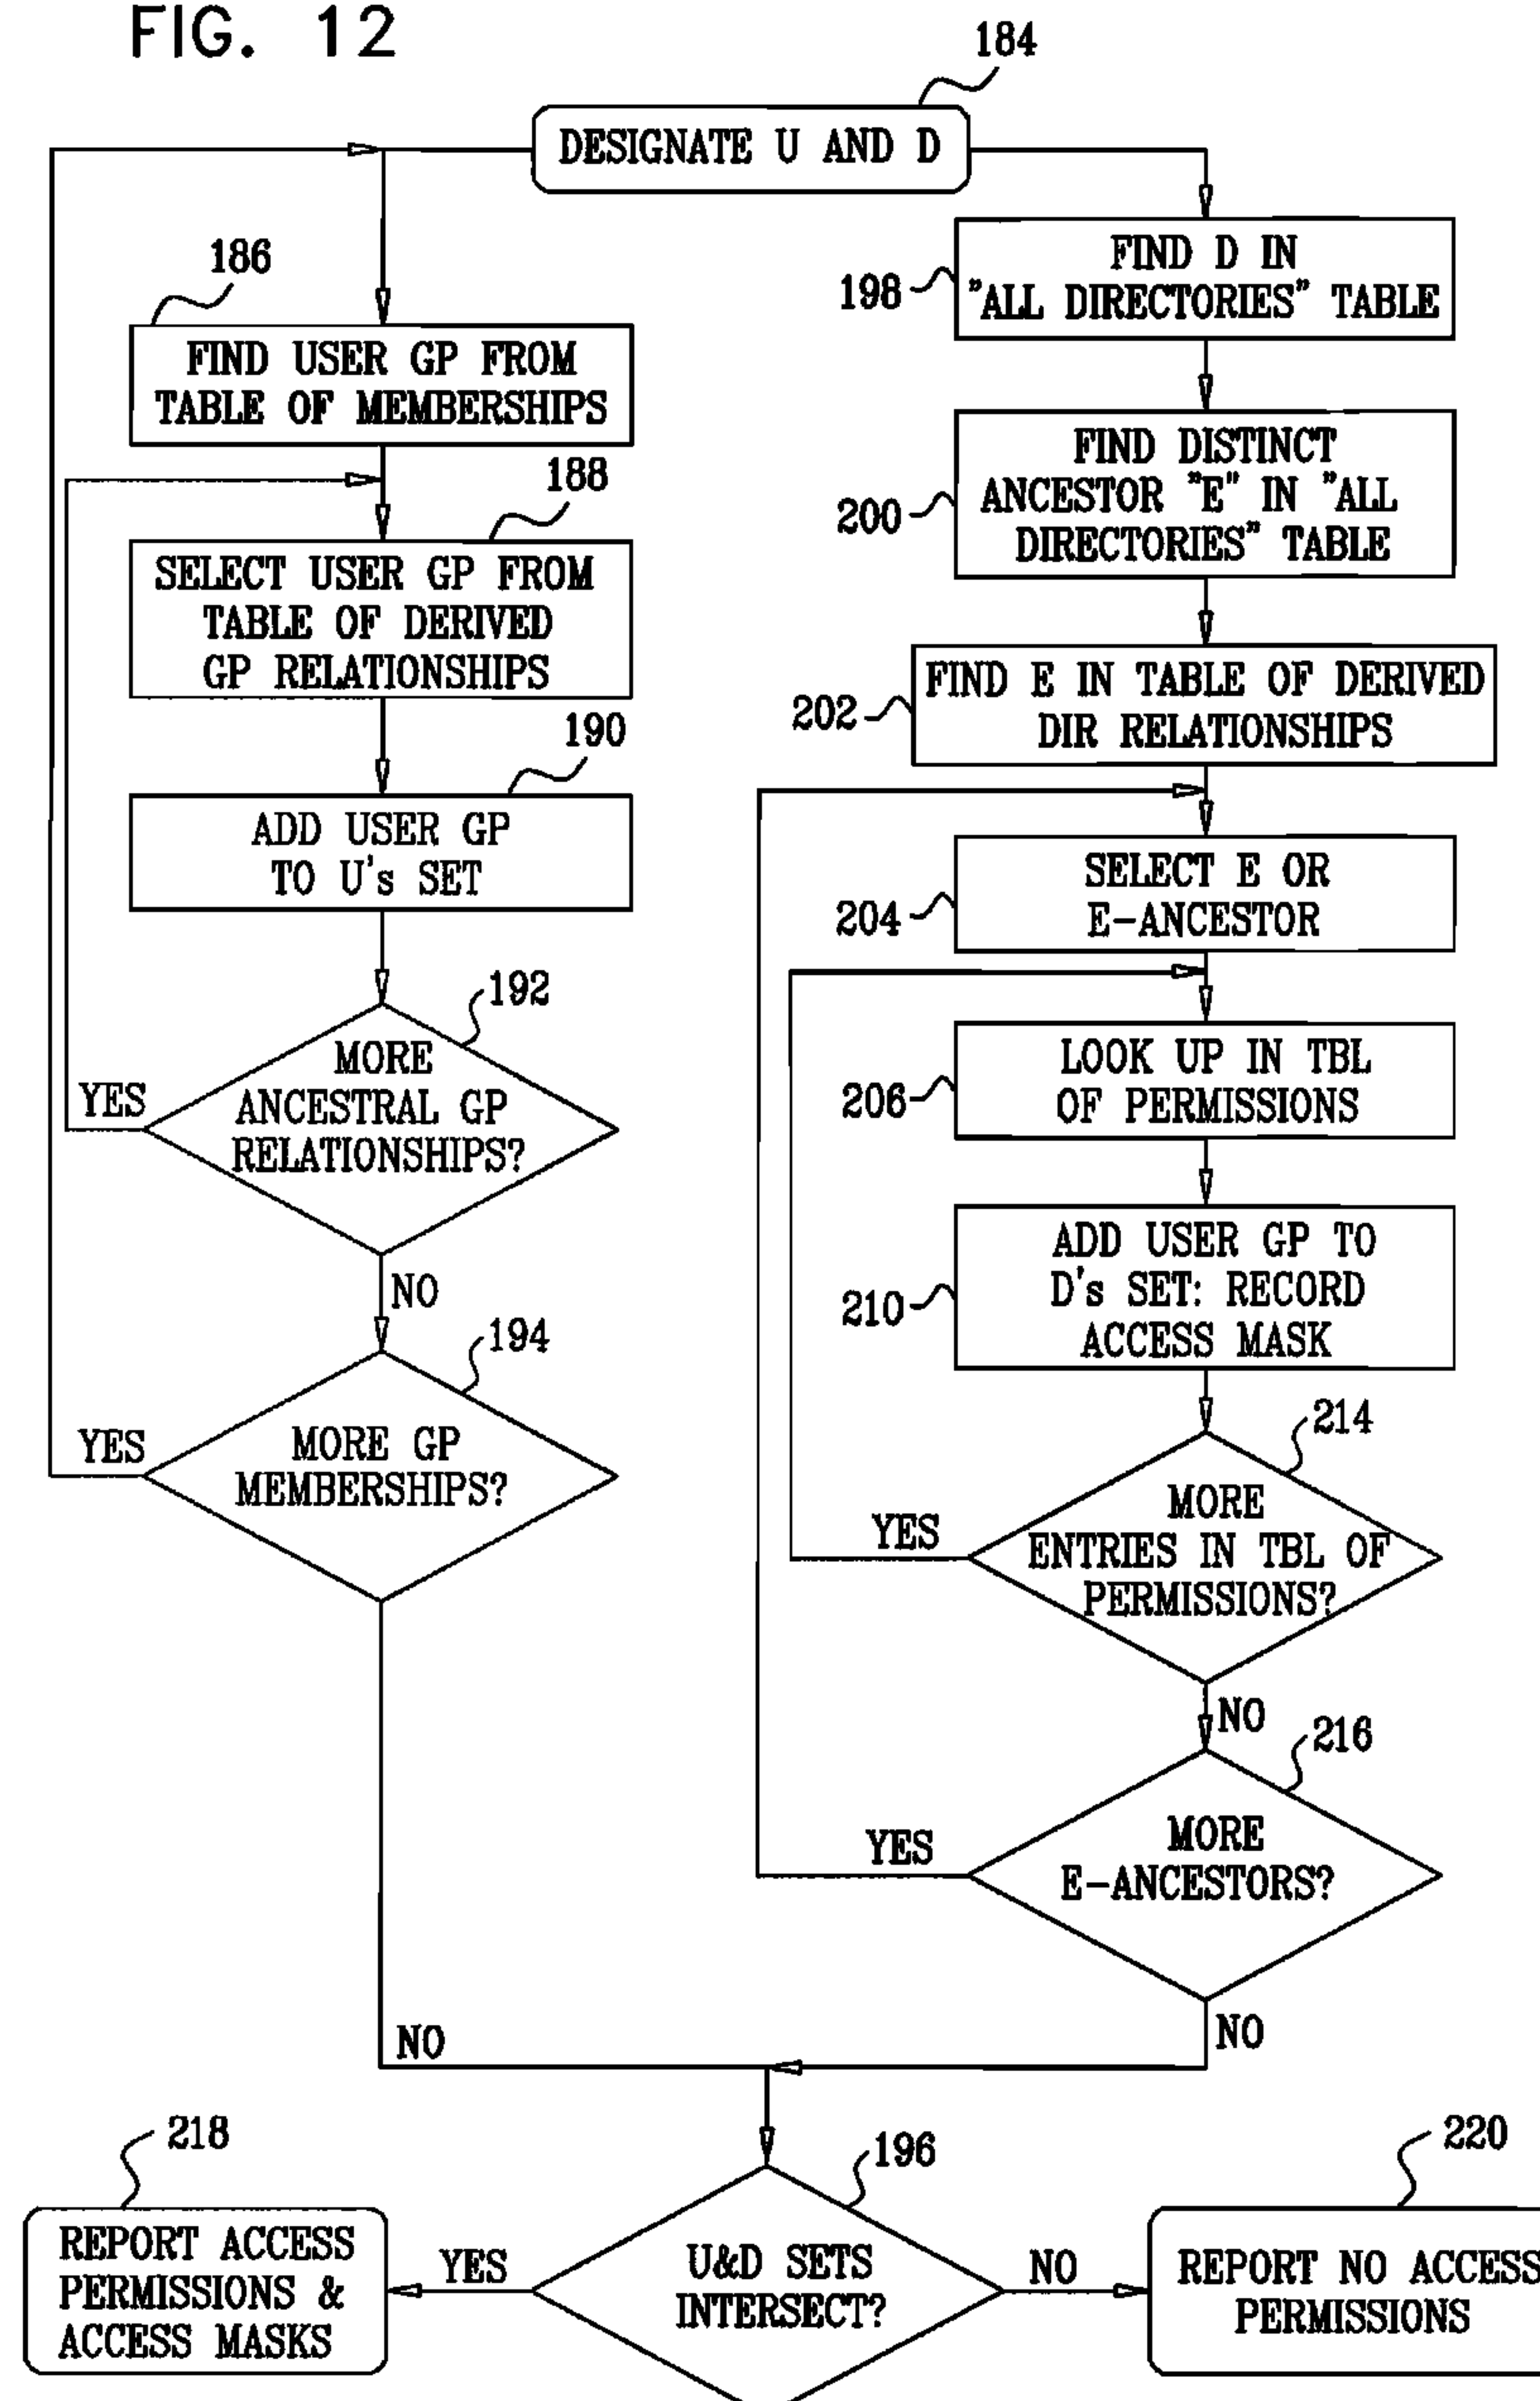 FIG. 12
184
DESIGNATE U AND D
186
FIND USER GP FROM
TABLE OF MEMBERSHIPS
188
SELECT USER GP FROM
TABLE OF DERIVED
GP RELATIONSHIPS
190
ADD USER GP
TO U's SET
192
MORE
ANCESTRAL GP
RELATIONSHIPS?
YES
NO
194
MORE GP
MEMBERSHIPS?
YES
NO
198
FIND D IN
"ALL DIRECTORIES" TABLE
200
FIND DISTINCT
ANCESTOR "E" IN "ALL
DIRECTORIES" TABLE
202
FIND E IN TABLE OF DERIVED
DIR RELATIONSHIPS
204
SELECT E OR
E-ANCESTOR
206
LOOK UP IN TBL
OF PERMISSIONS
210
ADD USER GP TO
D's SET: RECORD
ACCESS MASK
214
MORE
ENTRIES IN TBL OF
PERMISSIONS?
YES
NO
216
MORE
E-ANCESTORS?
YES
NO
196
U&D SETS
INTERSECT?
YES
NO
218
REPORT ACCESS
PERMISSIONS &
ACCESS MASKS
220
REPORT NO ACCESS
PERMISSIONS